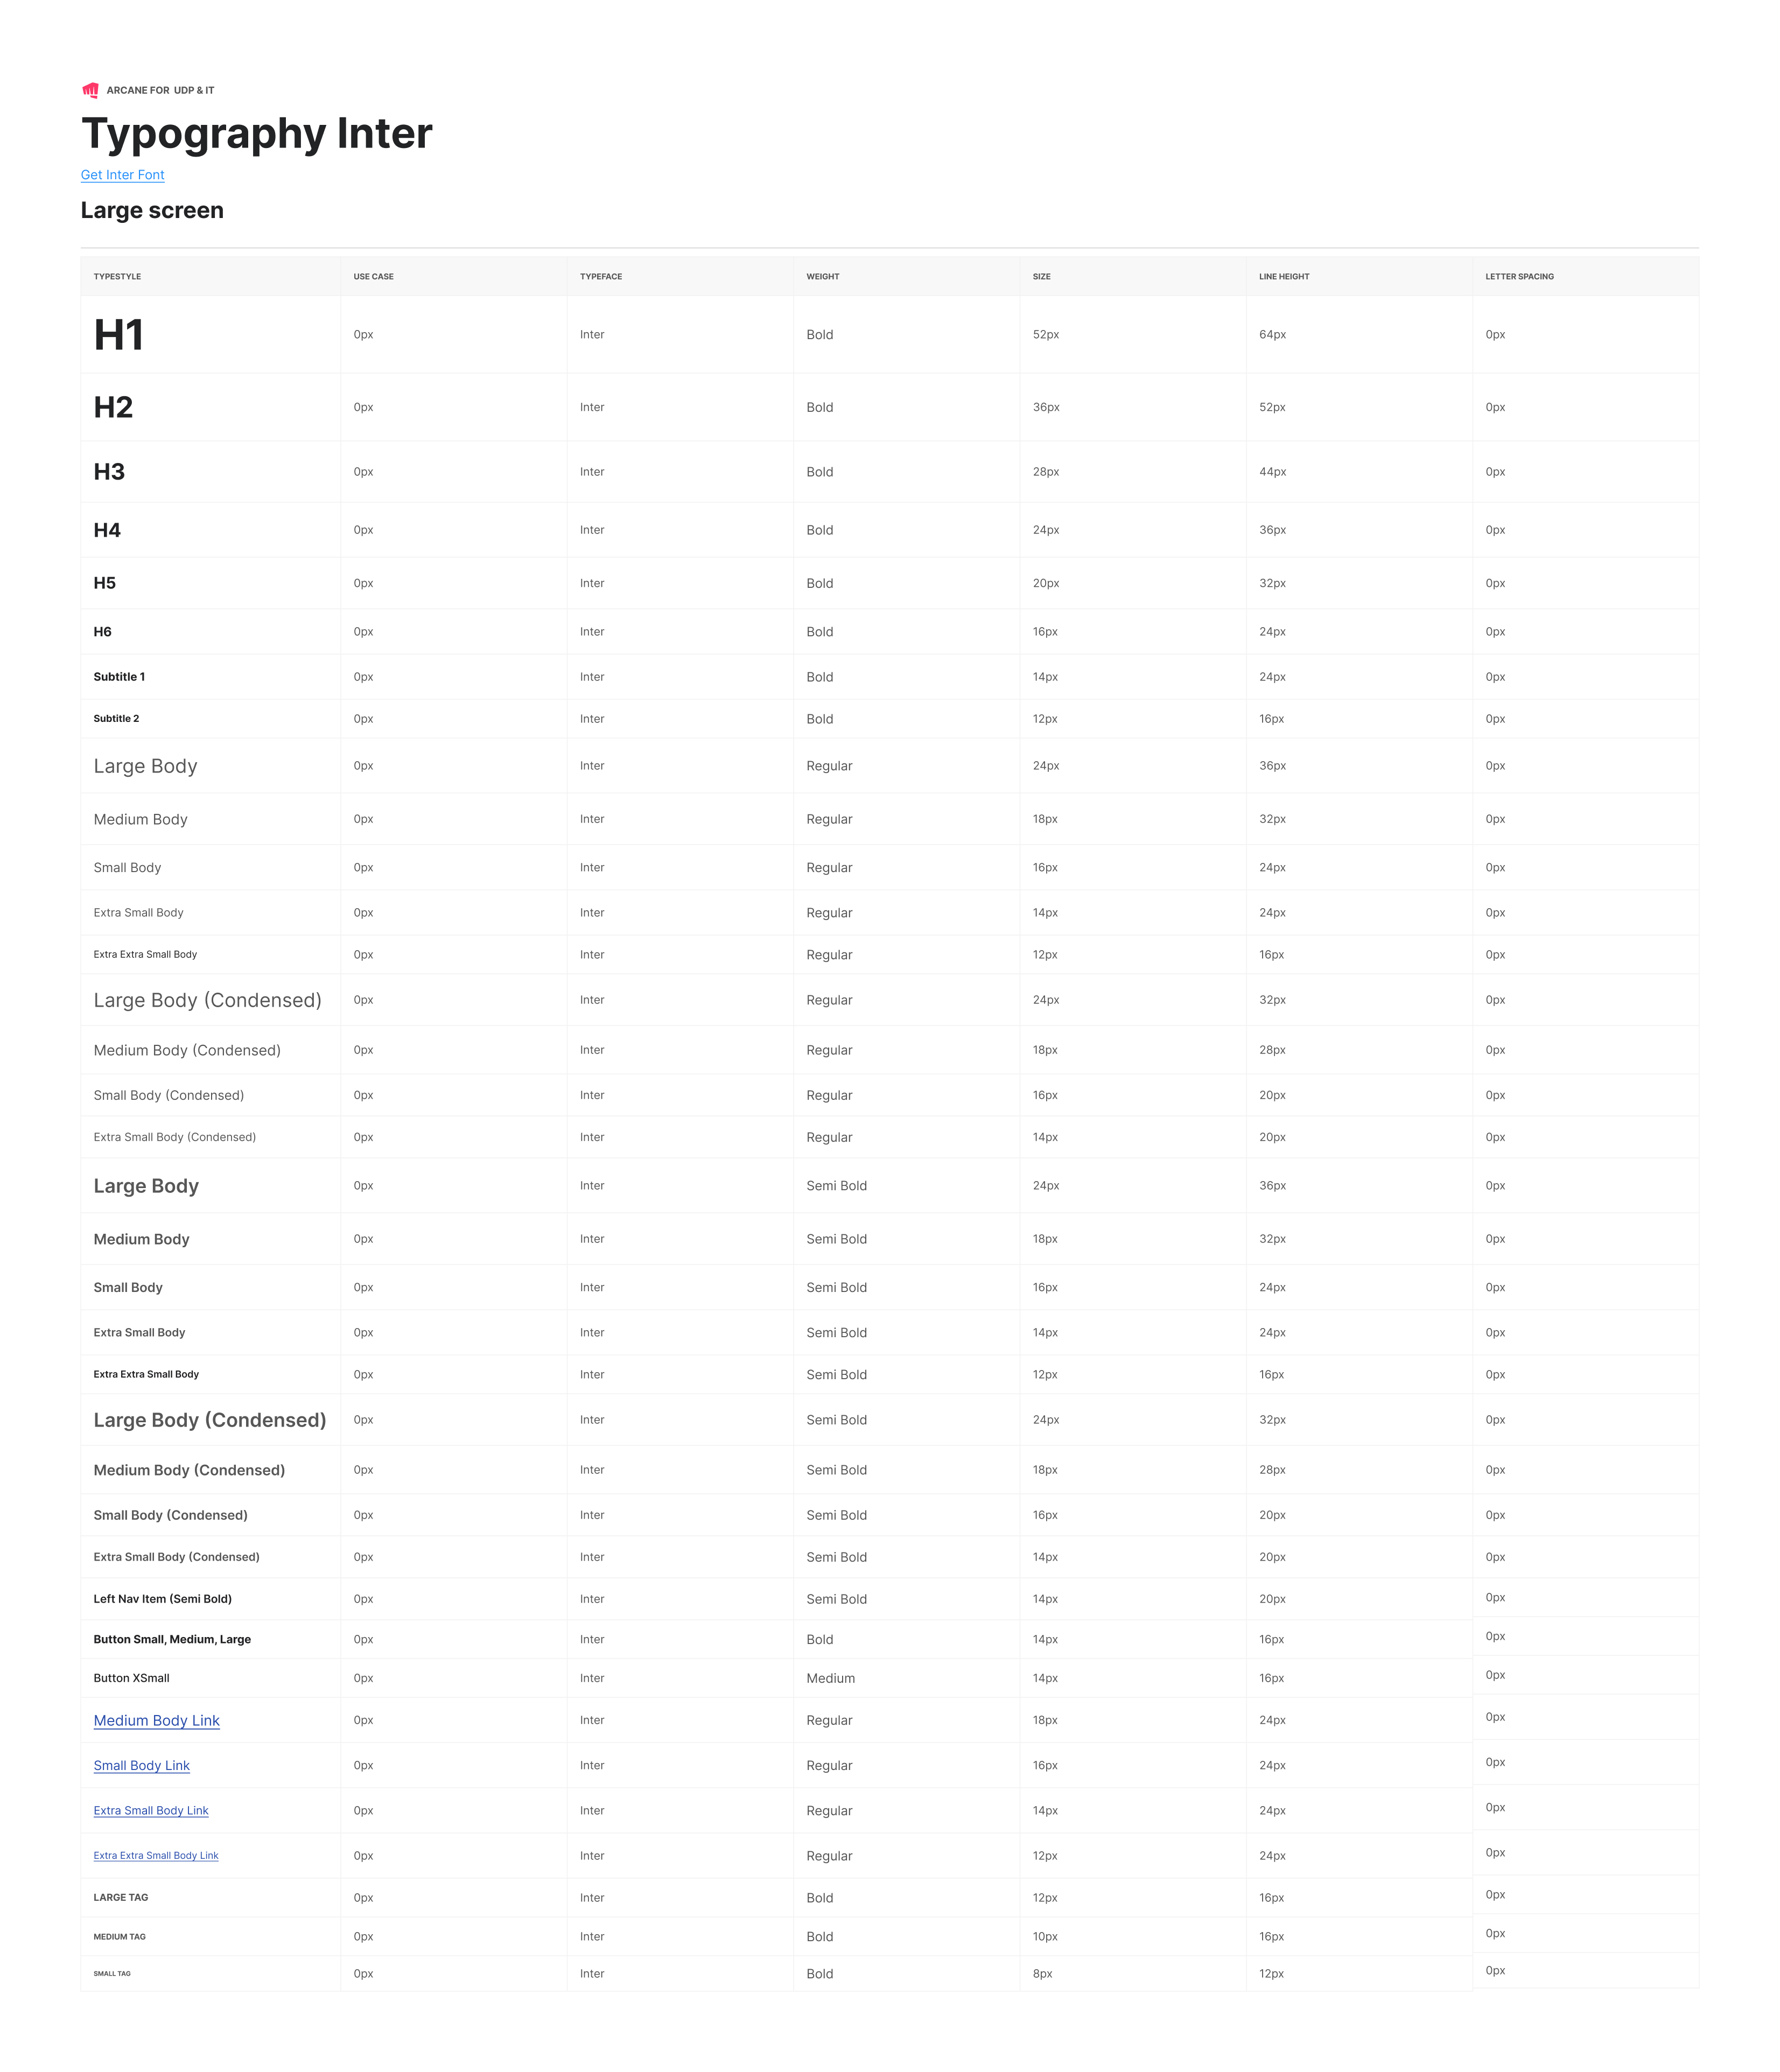 ARCANE FOR UDP & IT
Typography Inter
Get Inter Font
Large screen
TYPESTYLE USE CASE TYPEFACE WEIGHT SIZE LINE HEIGHT LETTER SPACING
H1 0px Inter Bold 52px 64px 0px
H2 0px Inter Bold 36px 52px 0px
H3 0px Inter Bold 28px 44px 0px
H4 0px Inter Bold 24px 36px 0px
H5 0px Inter Bold 20px 32px 0px
H6 0px Inter Bold 16px 24px 0px
Subtitle 1 0px Inter Bold 14px 24px 0px
Subtitle 2 0px Inter Bold 12px 16px 0px
Large Body 0px Inter Regular 24px 36px 0px
Medium Body 0px Inter Regular 18px 32px 0px
Small Body 0px Inter Regular 16px 24px 0px
Extra Small Body 0px Inter Regular 14px 24px 0px
Extra Extra Small Body 0px Inter Regular 12px 16px 0px
Large Body (Condensed) 0px Inter Regular 24px 32px 0px
Medium Body (Condensed) 0px Inter Regular 18px 28px 0px
Small Body (Condensed) 0px Inter Regular 16px 20px 0px
Extra Small Body (Condensed) 0px Inter Regular 14px 20px 0px
Large Body 0px Inter Semi Bold 24px 36px 0px
Medium Body 0px Inter Semi Bold 18px 32px 0px
Small Body 0px Inter Semi Bold 16px 24px 0px
Extra Small Body 0px Inter Semi Bold 14px 24px 0px
Extra Extra Small Body 0px Inter Semi Bold 12px 16px 0px
Large Body (Condensed) 0px Inter Semi Bold 24px 32px 0px
Medium Body (Condensed) 0px Inter Semi Bold 18px 28px 0px
Small Body (Condensed) 0px Inter Semi Bold 16px 20px 0px
Extra Small Body (Condensed) 0px Inter Semi Bold 14px 20px 0px
Left Nav Item (Semi Bold) 0px Inter Semi Bold 14px 20px 0px
Button Small, Medium, Large 0px Inter Bold 14px 16px 0px
Button XSmall 0px Inter Medium 14px 16px 0px
Medium Body Link 0px Inter Regular 18px 24px 0px
Small Body Link 0px Inter Regular 16px 24px 0px
Extra Small Body Link 0px Inter Regular 14px 24px 0px
Extra Extra Small Body Link 0px Inter Regular 12px 24px 0px
LARGE TAG 0px Inter Bold 12px 16px 0px
MEDIUM TAG 0px Inter Bold 10px 16px 0px
SMALL TAG 0px Inter Bold 8px 12px 0px